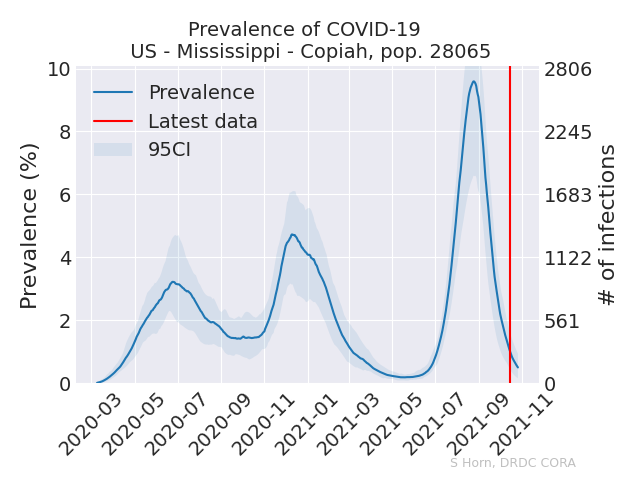 Prevalence of COVID-19
US - Mississippi - Copiah, pop. 28065
Prevalence (%)
10
8
6
4
2
0
Prevalence
Latest data
95CI
2806
2245
1683
1122
561
0
# of infections
2020-03
2020-05
2020-07
2020-09
2020-11
2021-01
2021-03
2021-05
2021-07
2021-09
2021-11
S Horn, DRDC CORA